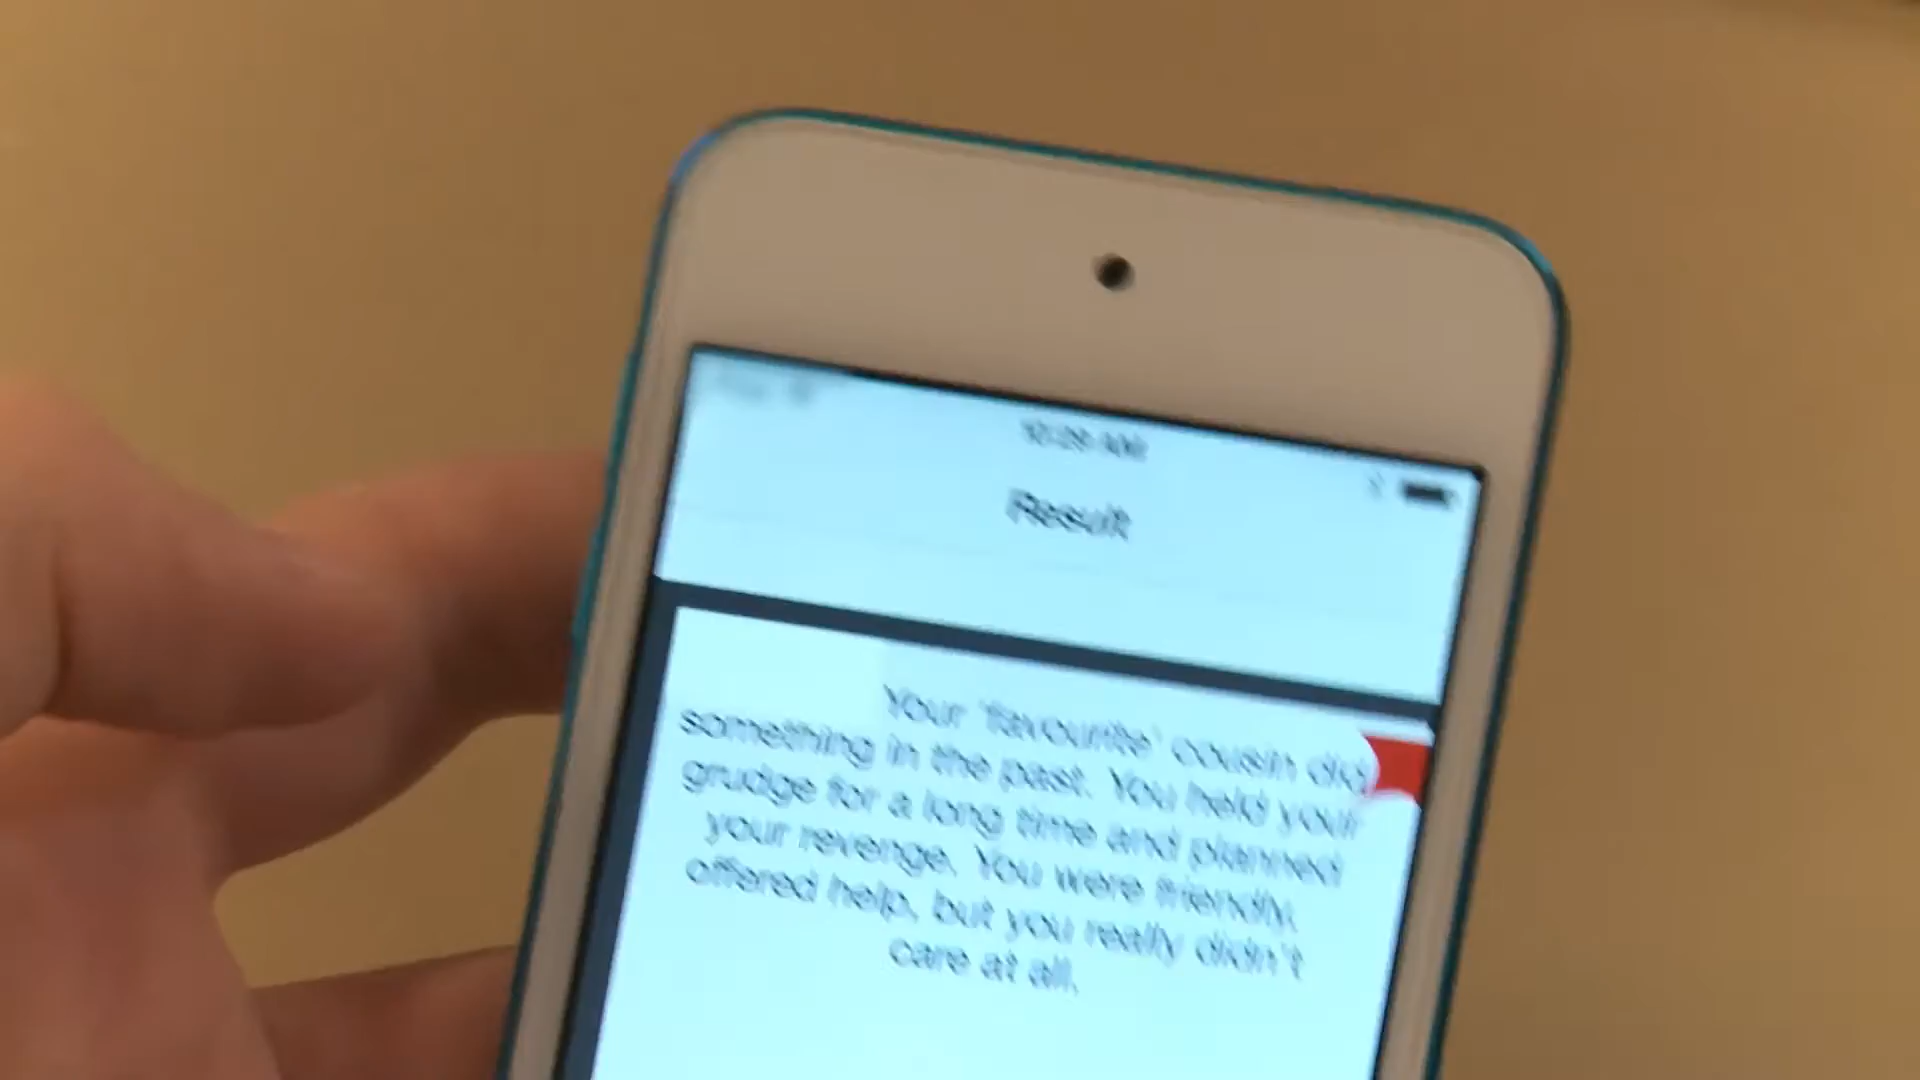 Result
Your 'favourite' cousin did
something in the past. You held your
grudge for a long time and planned
your revenge. You were friendly,
offered help, but you really didn't
care at all.